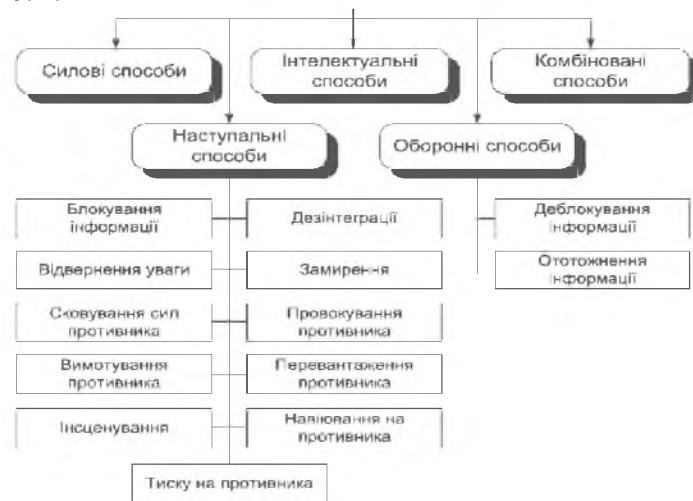 Силові способи
Інтелектуальні
способи
Комбіновані
способи
Наступальні
способи
Оборонні способи
Блокування
інформації
Дезінтеграції
Деблокування
інформації
Відвернення уваги
Замирення
Ототожнення
інформації
Сковування сил
противника
Провокування
противника
Вимотування
противника
Перевантаження
противника
Інсценування
Навіювання на
противника
Тиску на противника